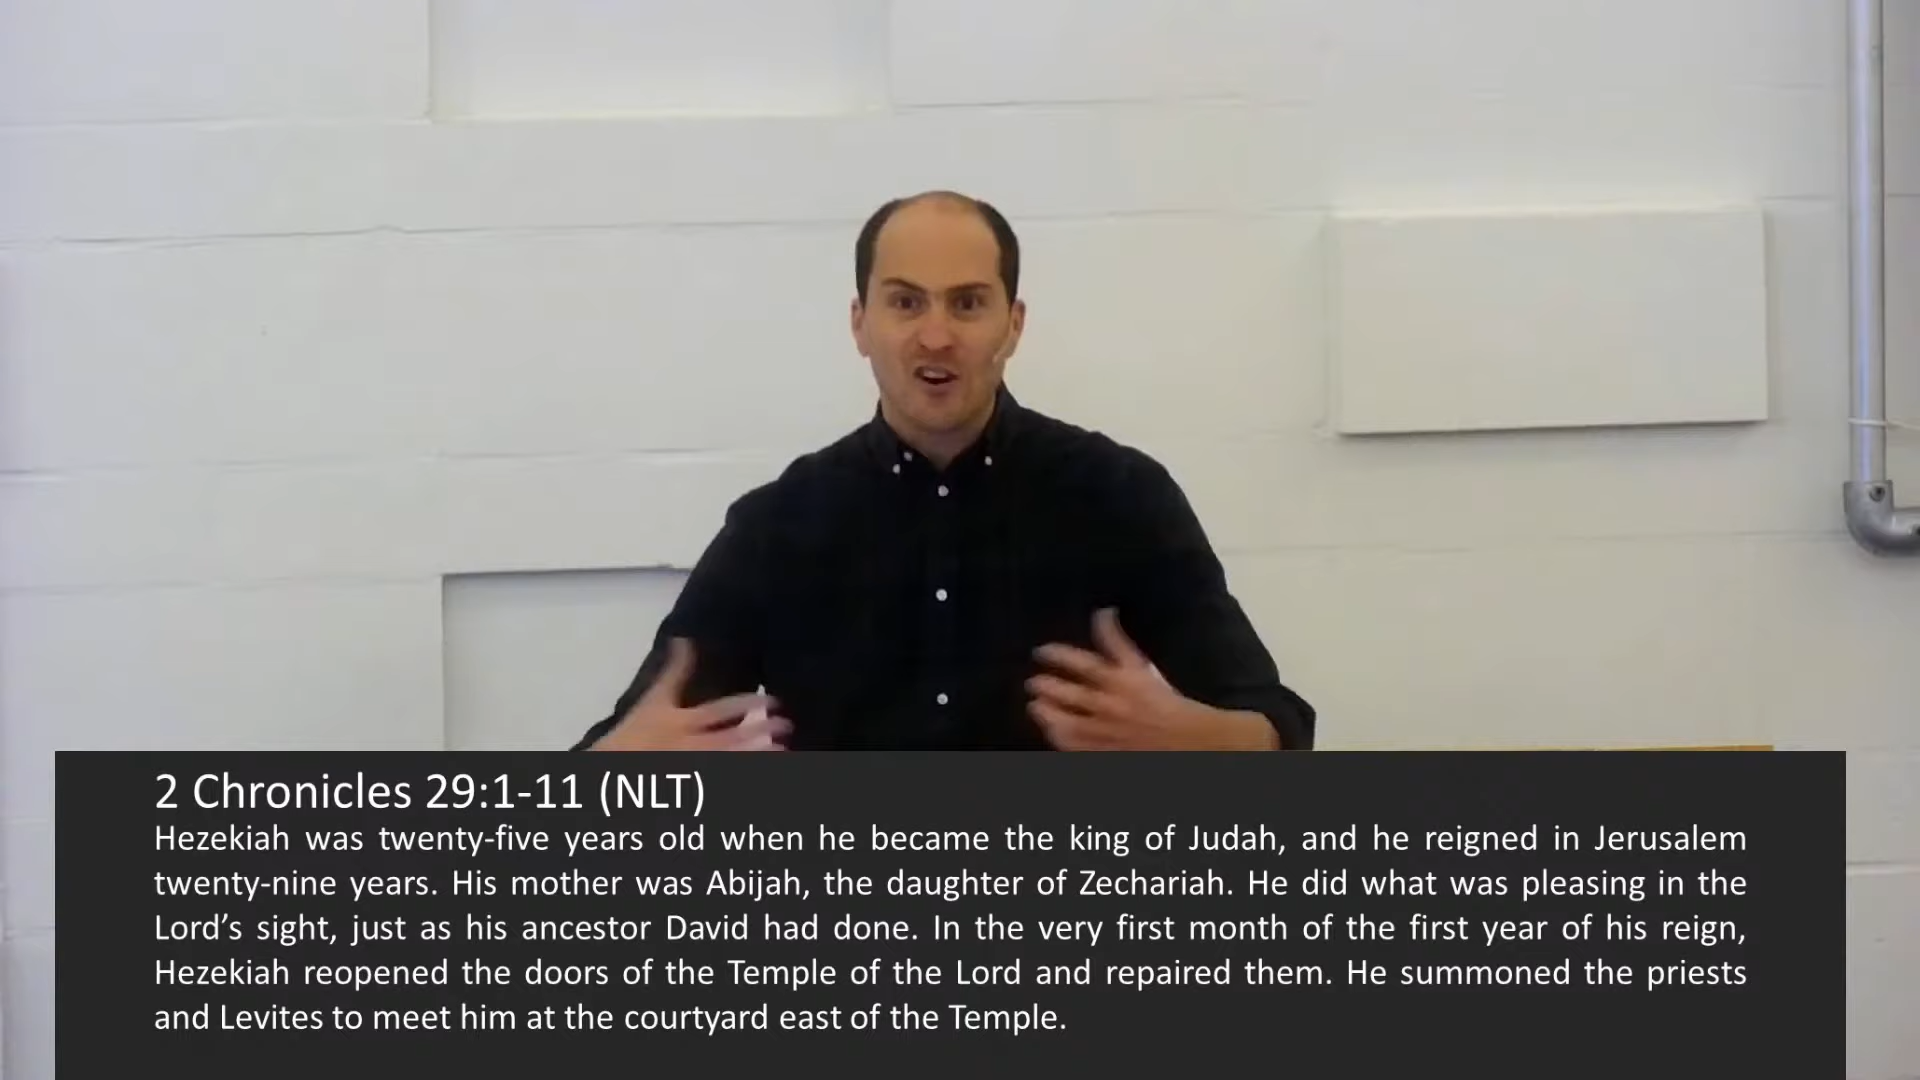 2 Chronicles 29:1-11 (NLT)
Hezekiah was twenty-five years old when he became the king of Judah, and he reigned in Jerusalem
twenty-nine years. His mother was Abijah, the daughter of Zechariah. He did what was pleasing in the
Lord’s sight, just as his ancestor David had done. In the very first month of the first year of his reign,
Hezekiah reopened the doors of the Temple of the Lord and repaired them. He summoned the priests
and Levites to meet him at the courtyard east of the Temple.